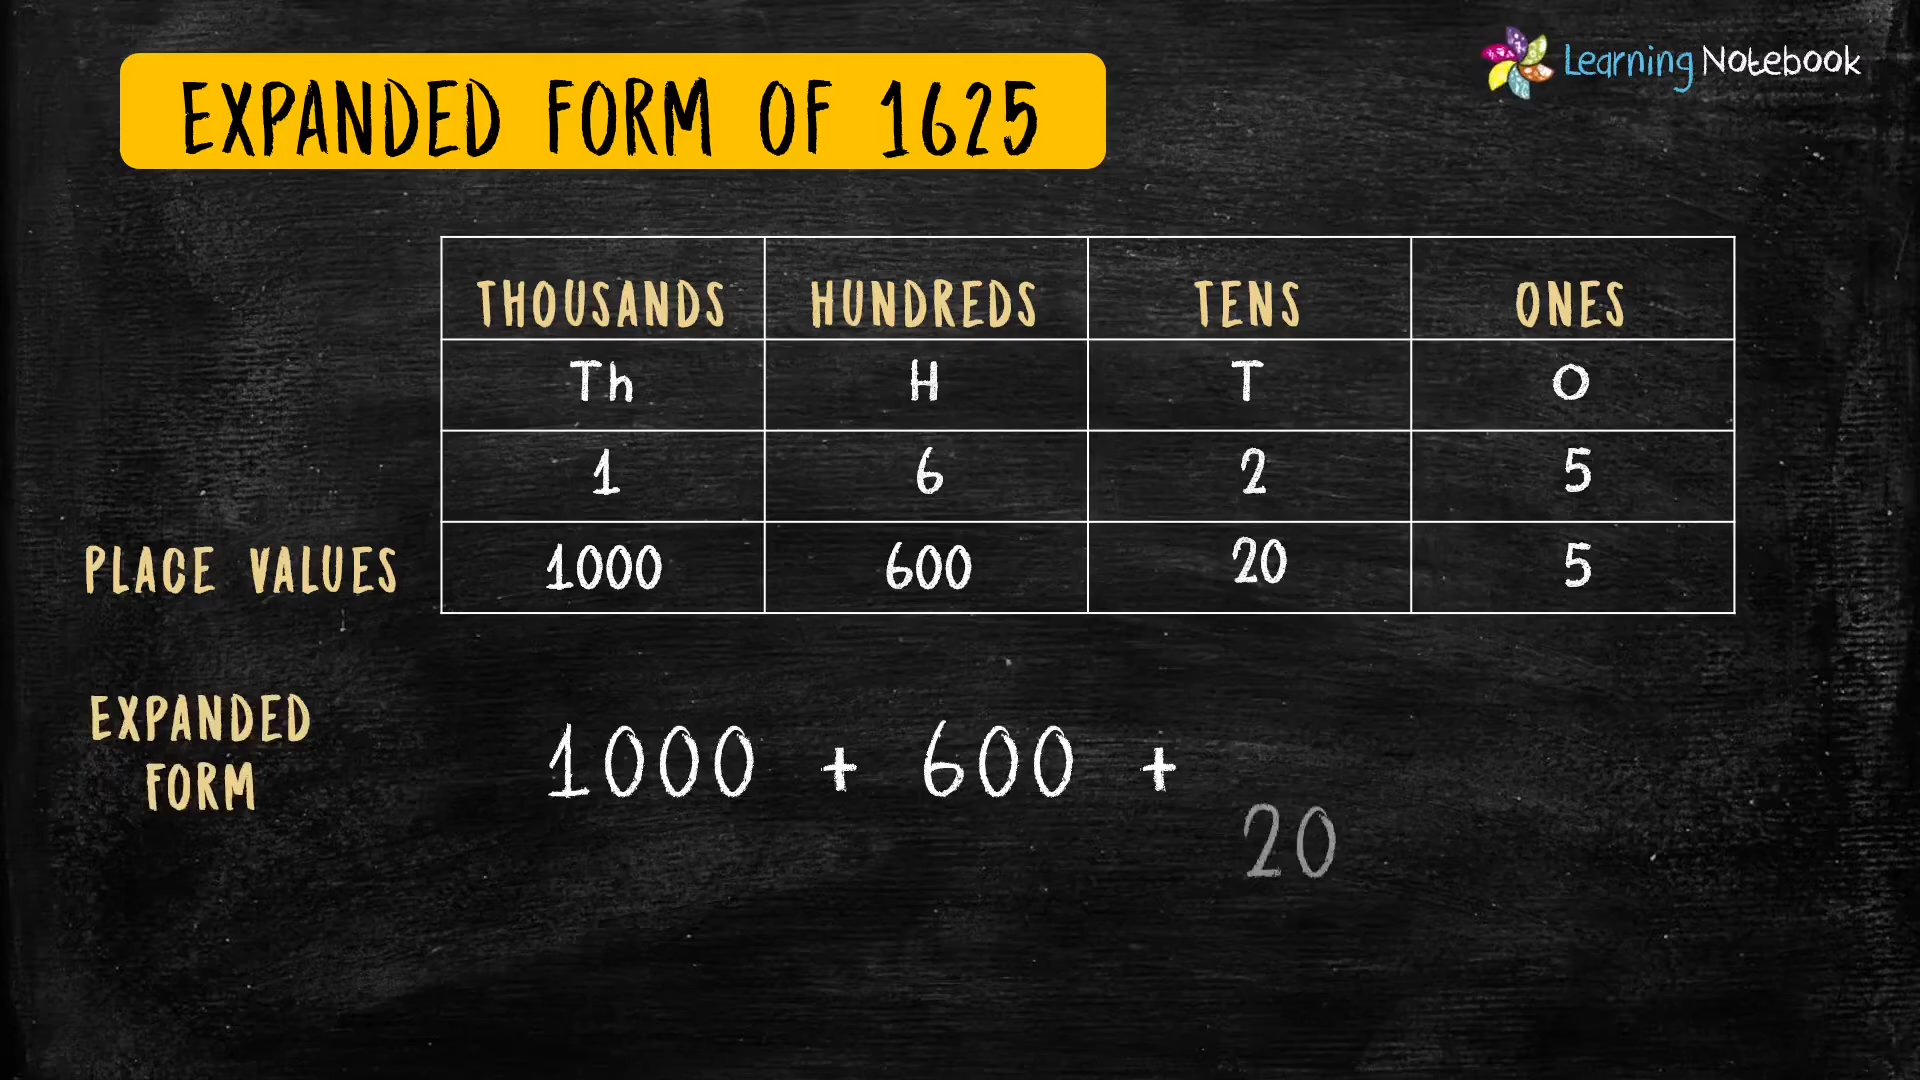 Learning Notebook
EXPANDED FORM OF 1625
THOUSANDS HUNDREDS TENS ONES
Th H T O
1 6 2 5
PLACE VALUES 1000 600 20 5
EXPANDED
FORM
1000 + 600 +
20